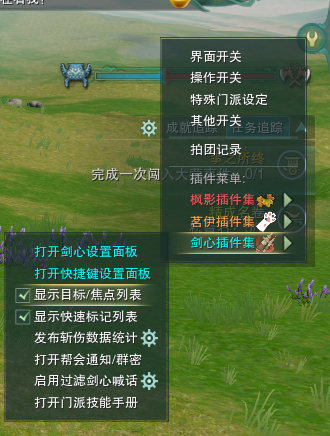 界面开关
操作开关
特殊门派设定
其他开关
成就追踪 任务追踪
拍团记录
完成一次闯入大
0/1
插件菜单:
枫影插件集
茗伊插件集
剑心插件集
打开剑心设置面板
打开快捷键设置面板
显示目标/焦点列表
显示快速标记列表
发布斩伤数据统计
打开帮会通知/群密
启用过滤剑心喊话
打开门派技能手册